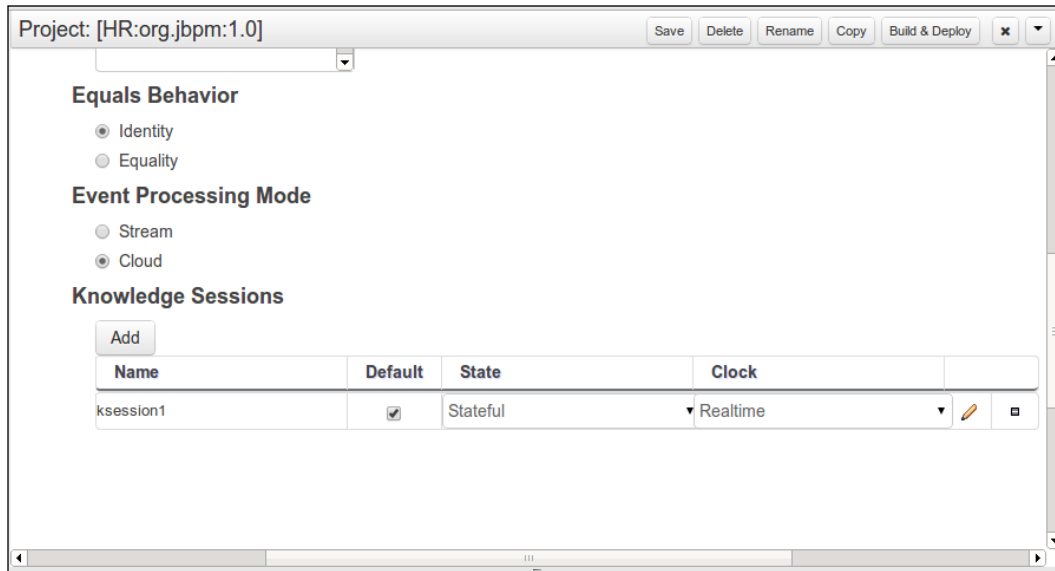 Project: [HR:org.jbpm:1.0] Save Delete Rename Copy Build & Deploy
Equals Behavior
Identity
Equality
Event Processing Mode
Stream
Cloud
Knowledge Sessions
Add
Name Default State Clock
ksession1 Stateful Realtime